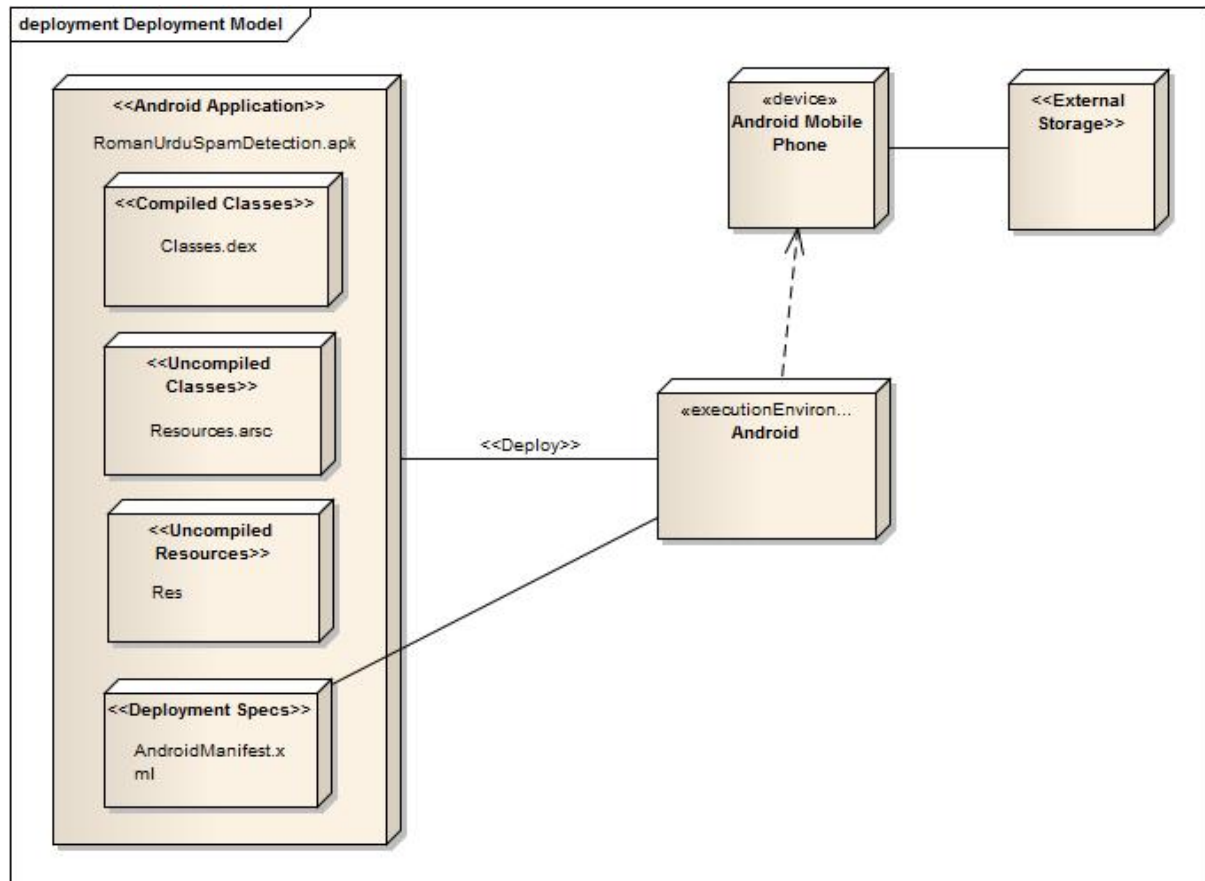 deployment Deployment Model
<<Android Application>>
RomanUrduSpamDetection.apk
<<Compiled Classes>>
Classes.dex
<<Uncompiled
Classes>>
Resources.arsc
<<Uncompiled
Resources>>
Res
<<Deployment Specs>>
AndroidManifest.x
ml
<<Deploy>>
«executionEnviron...
Android
«device»
Android Mobile
Phone
<<External
Storage>>